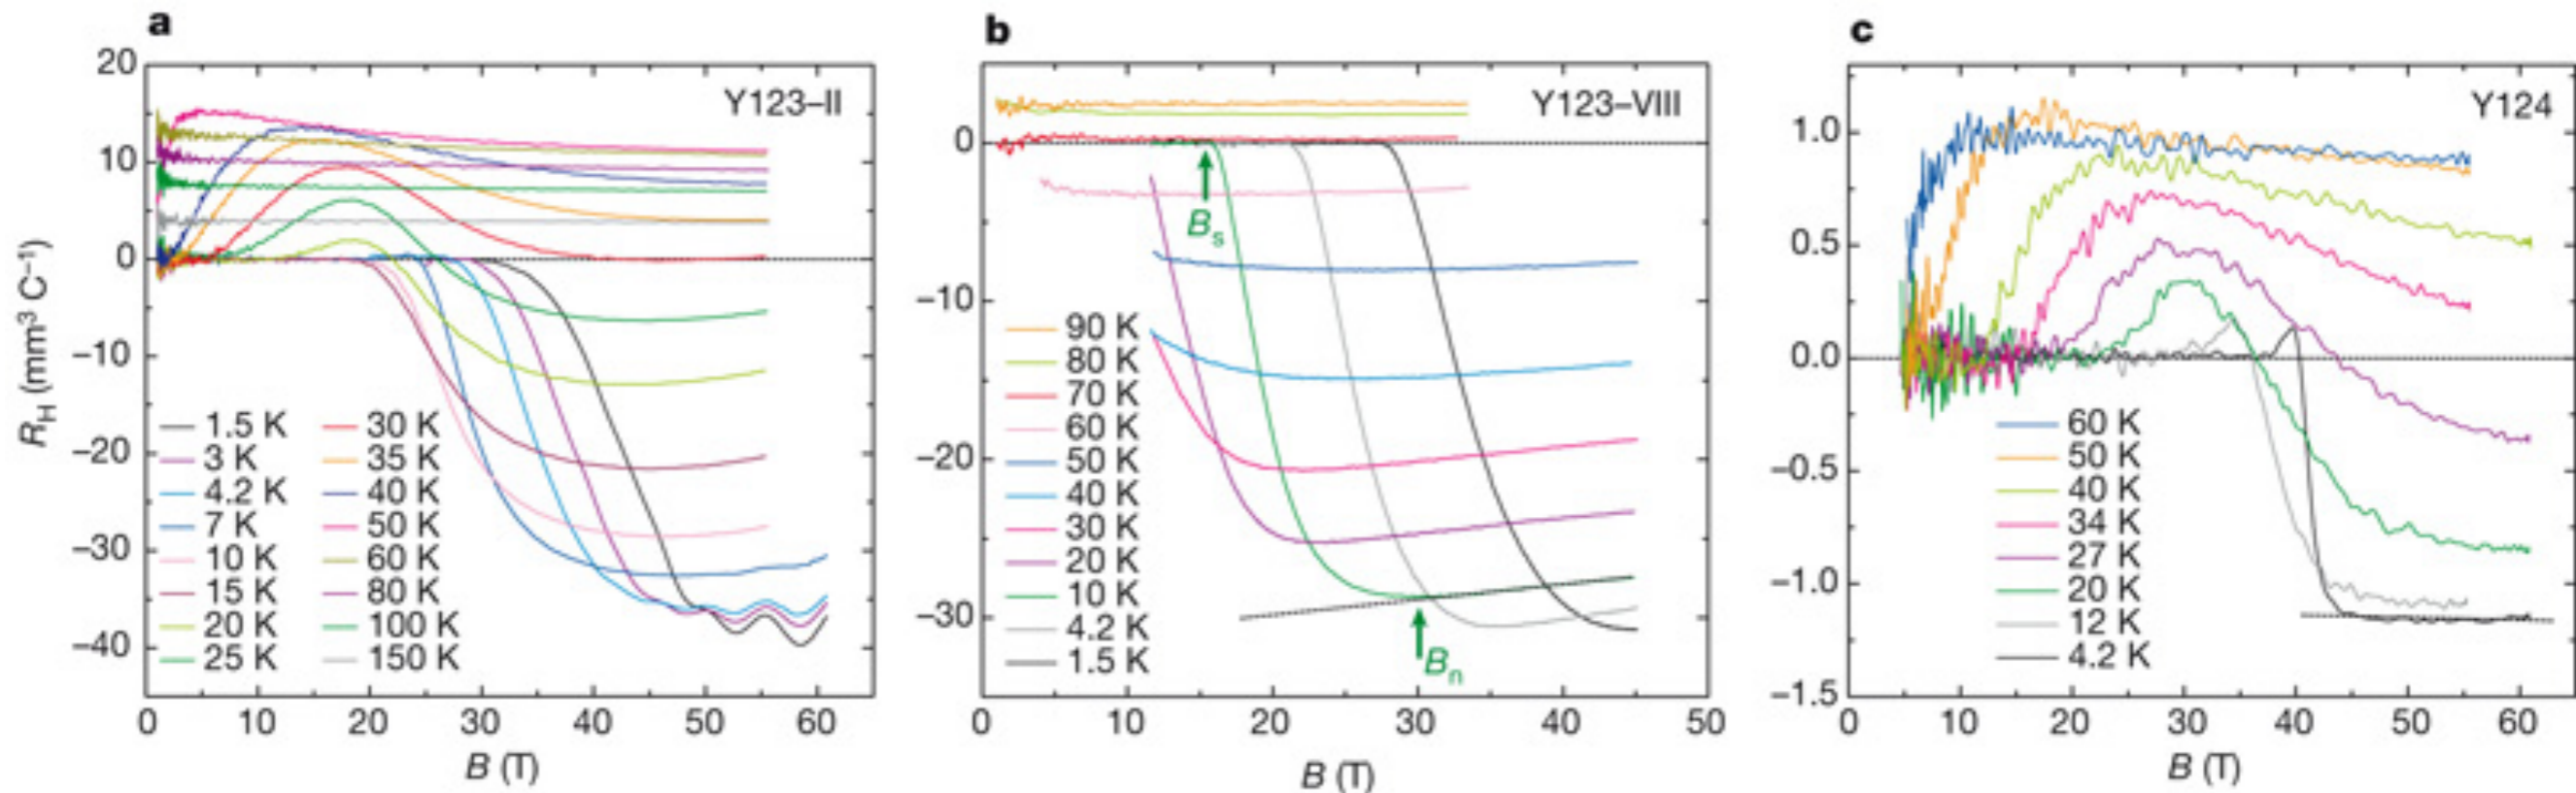 a
20
10
0
−10
−20
−30
−40
R_H (mm³ C⁻¹)
Y123–II
1.5 K
3 K
4.2 K
7 K
10 K
15 K
20 K
25 K
30 K
35 K
40 K
50 K
60 K
80 K
100 K
150 K
0 10 20 30 40 50 60
B (T)
b
0
−10
−20
−30
Y123–VIII
B_s
B_n
90 K
80 K
70 K
60 K
50 K
40 K
30 K
20 K
10 K
4.2 K
1.5 K
0 10 20 30 40 50
B (T)
c
1.0
0.5
0.0
−0.5
−1.0
−1.5
Y124
60 K
50 K
40 K
34 K
27 K
20 K
12 K
4.2 K
0 10 20 30 40 50 60
B (T)